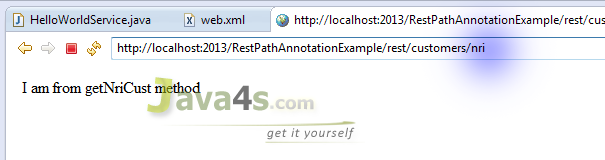 HelloWorldService.java
web.xml
http://localhost:2013/RestPathAnnotationExample/rest/cus
http://localhost:2013/RestPathAnnotationExample/rest/customers/nri
I am from getNriCust method
Java4s.com
get it yourself